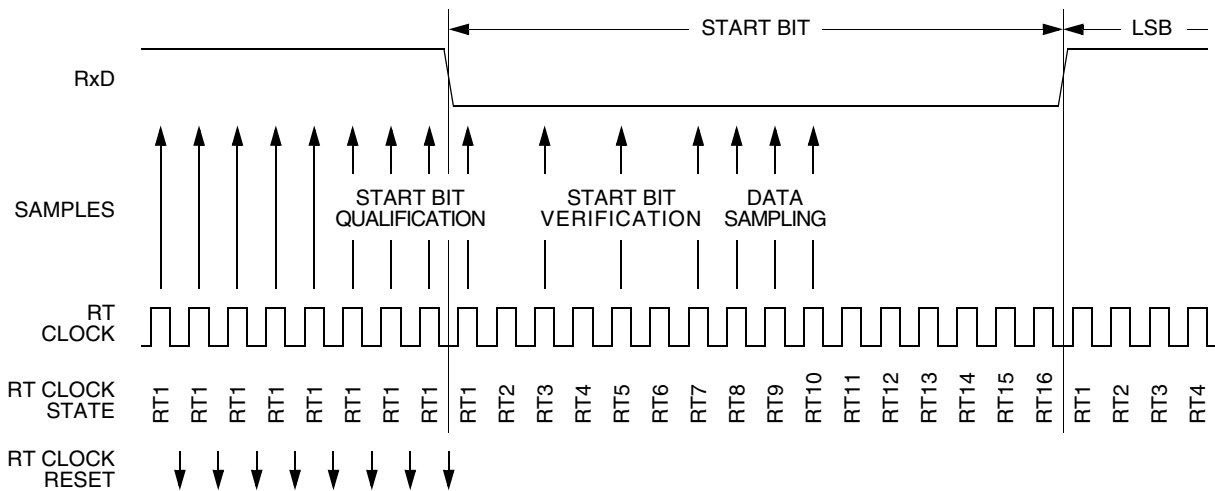 START BIT
LSB
RxD
SAMPLES
START BIT
QUALIFICATION
START BIT
VERIFICATION
DATA
SAMPLING
RT
CLOCK
RT CLOCK
STATE
RT1 RT1 RT1 RT1 RT1 RT1 RT1 RT1 RT1 RT2 RT3 RT4 RT5 RT6 RT7 RT8 RT9 RT10 RT11 RT12 RT13 RT14 RT15 RT16 RT1 RT2 RT3 RT4
RT CLOCK
RESET